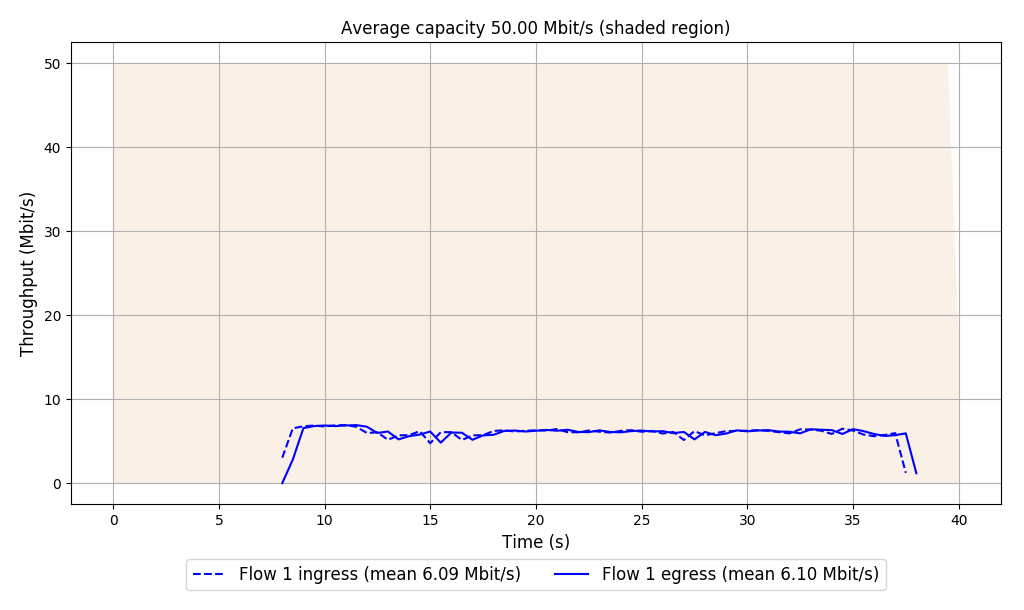 Average capacity 50.00 Mbit/s (shaded region)
Throughput (Mbit/s)
50
40
30
20
10
0
0 5 10 15 20 25 30 35 40
Time (s)
Flow 1 ingress (mean 6.09 Mbit/s) Flow 1 egress (mean 6.10 Mbit/s)